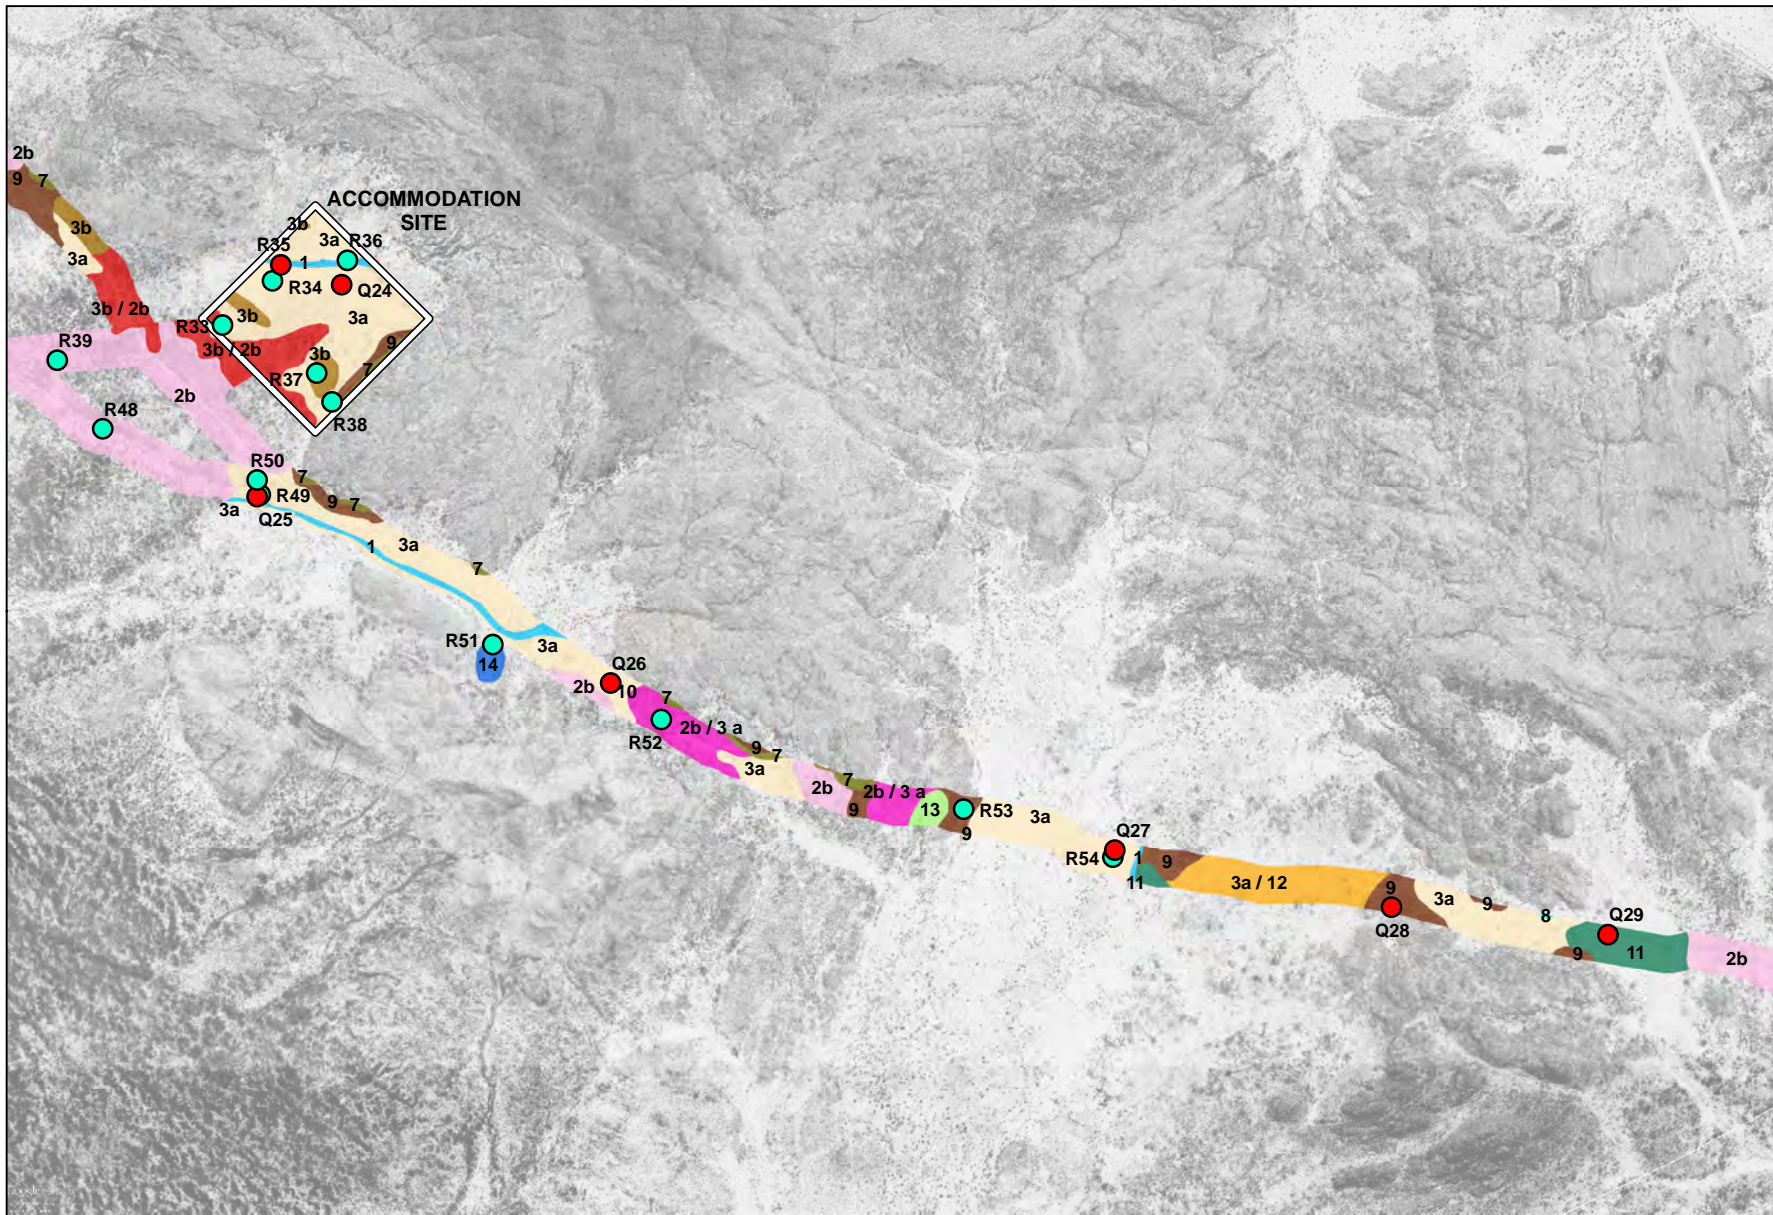 2b
9
7
3b
3a
3b / 2b
ACCOMMODATION
SITE
3b
3a
R36
R35
1
R34
Q24
3b
3a
R33
3b / 2b
9
3b
7
R37
R38
R39
2b
R48
R50
7
R49
9
7
3a
Q25
1
3a
7
R51
3a
14
Q26
2b
10
7
2b / 3 a
R52
9
7
3a
7
2b
2b / 3 a
9
13
R53
9
3a
Q27
R54
1
9
11
3a / 12
9
3a
9
Q28
8
Q29
9
11
2b